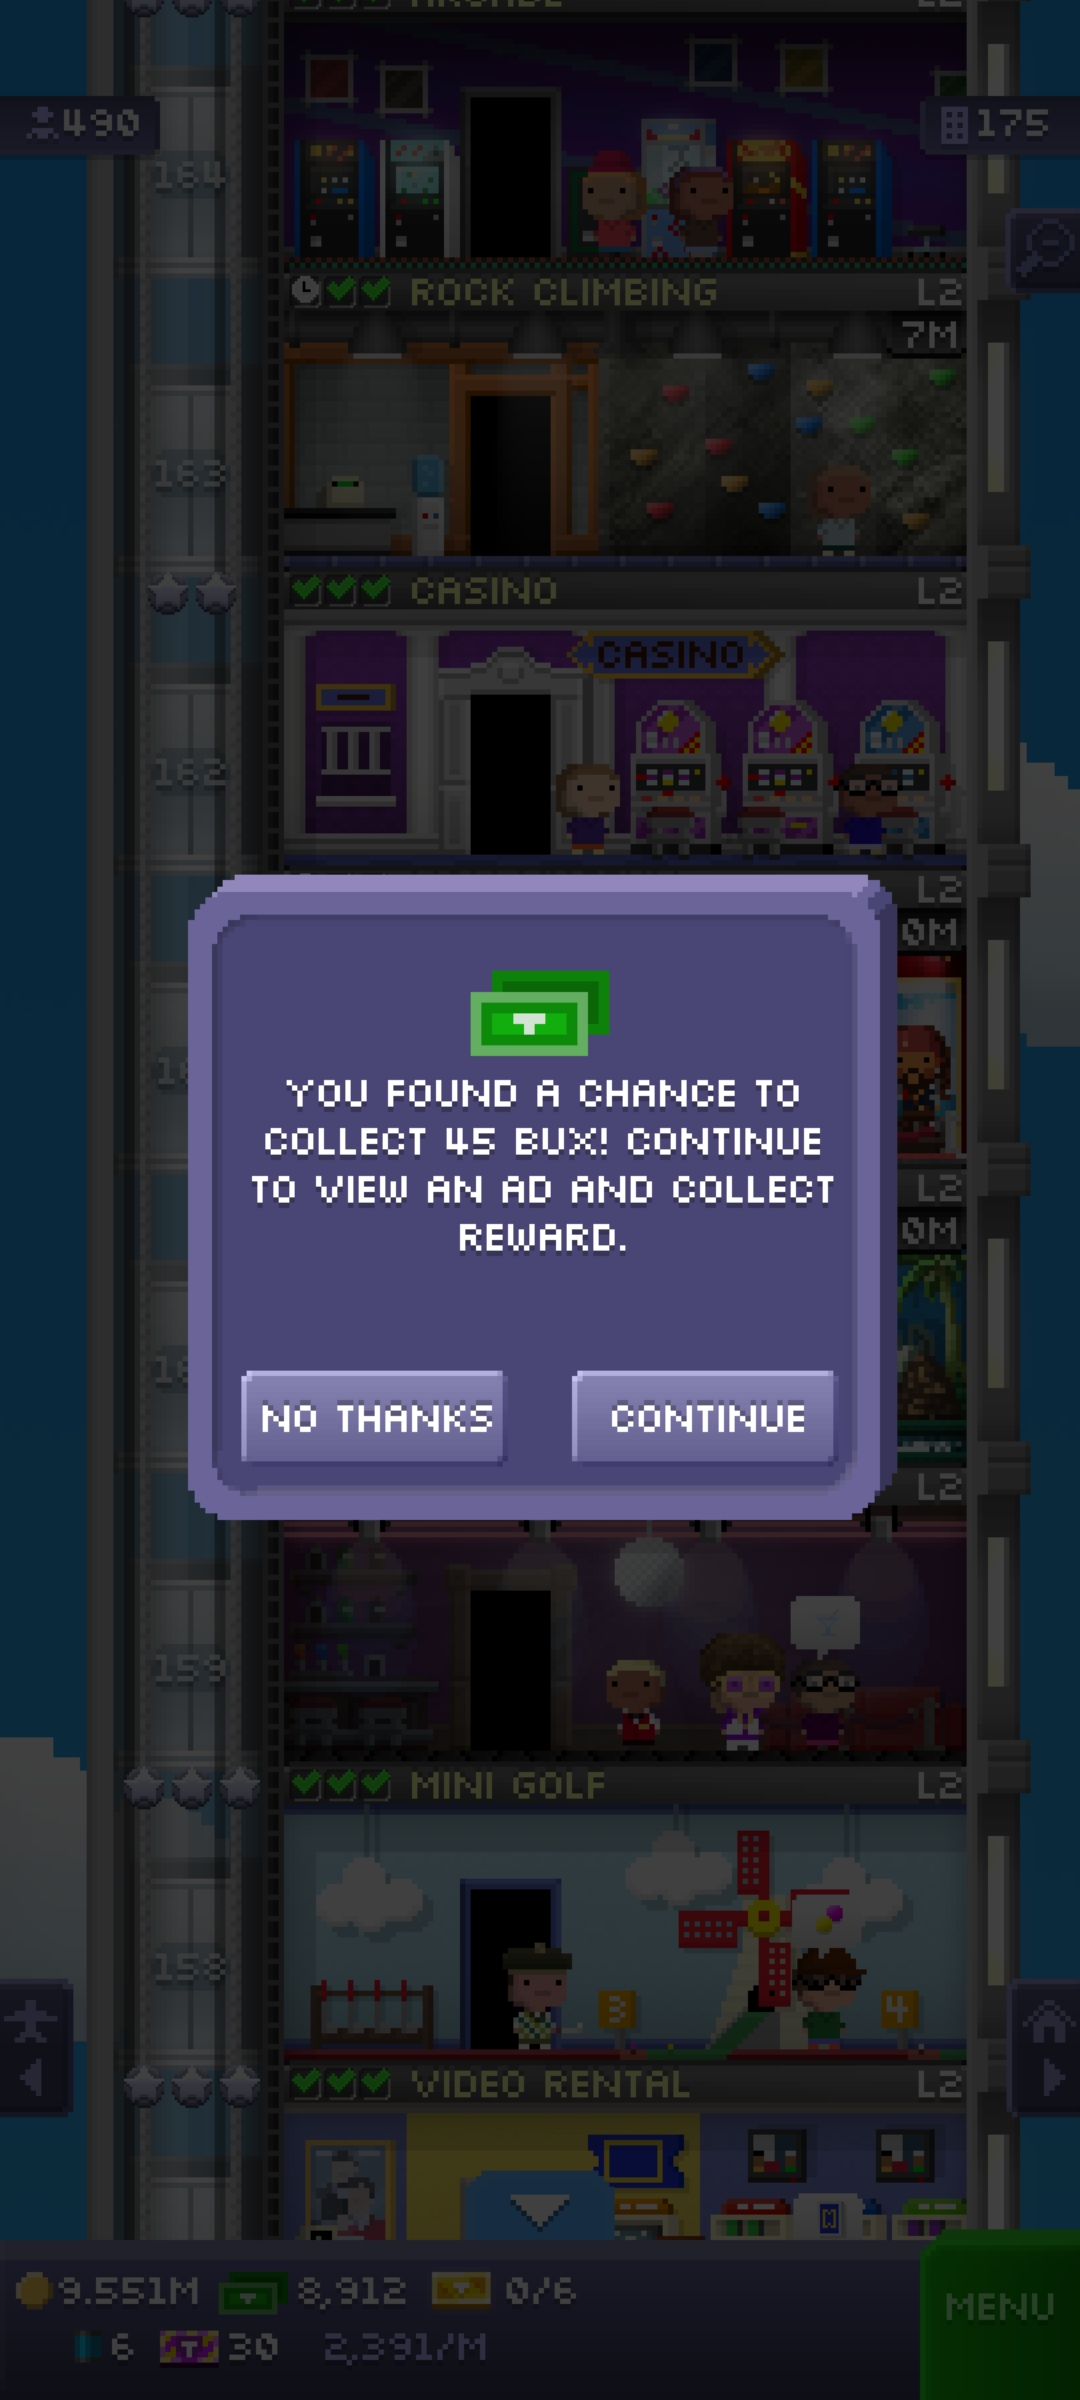 ARCADE L2
490
175
164
ROCK CLIMBING L2
7M
163
CASINO L2
CASINO
162
L2
0M
L2
0M
YOU FOUND A CHANCE TO
COLLECT 45 BUX! CONTINUE
TO VIEW AN AD AND COLLECT
REWARD.
NO THANKS
CONTINUE
L2
159
MINI GOLF L2
3
4
158
VIDEO RENTAL L2
9.551M 8,912 0/6
6 30 2,391/M
MENU